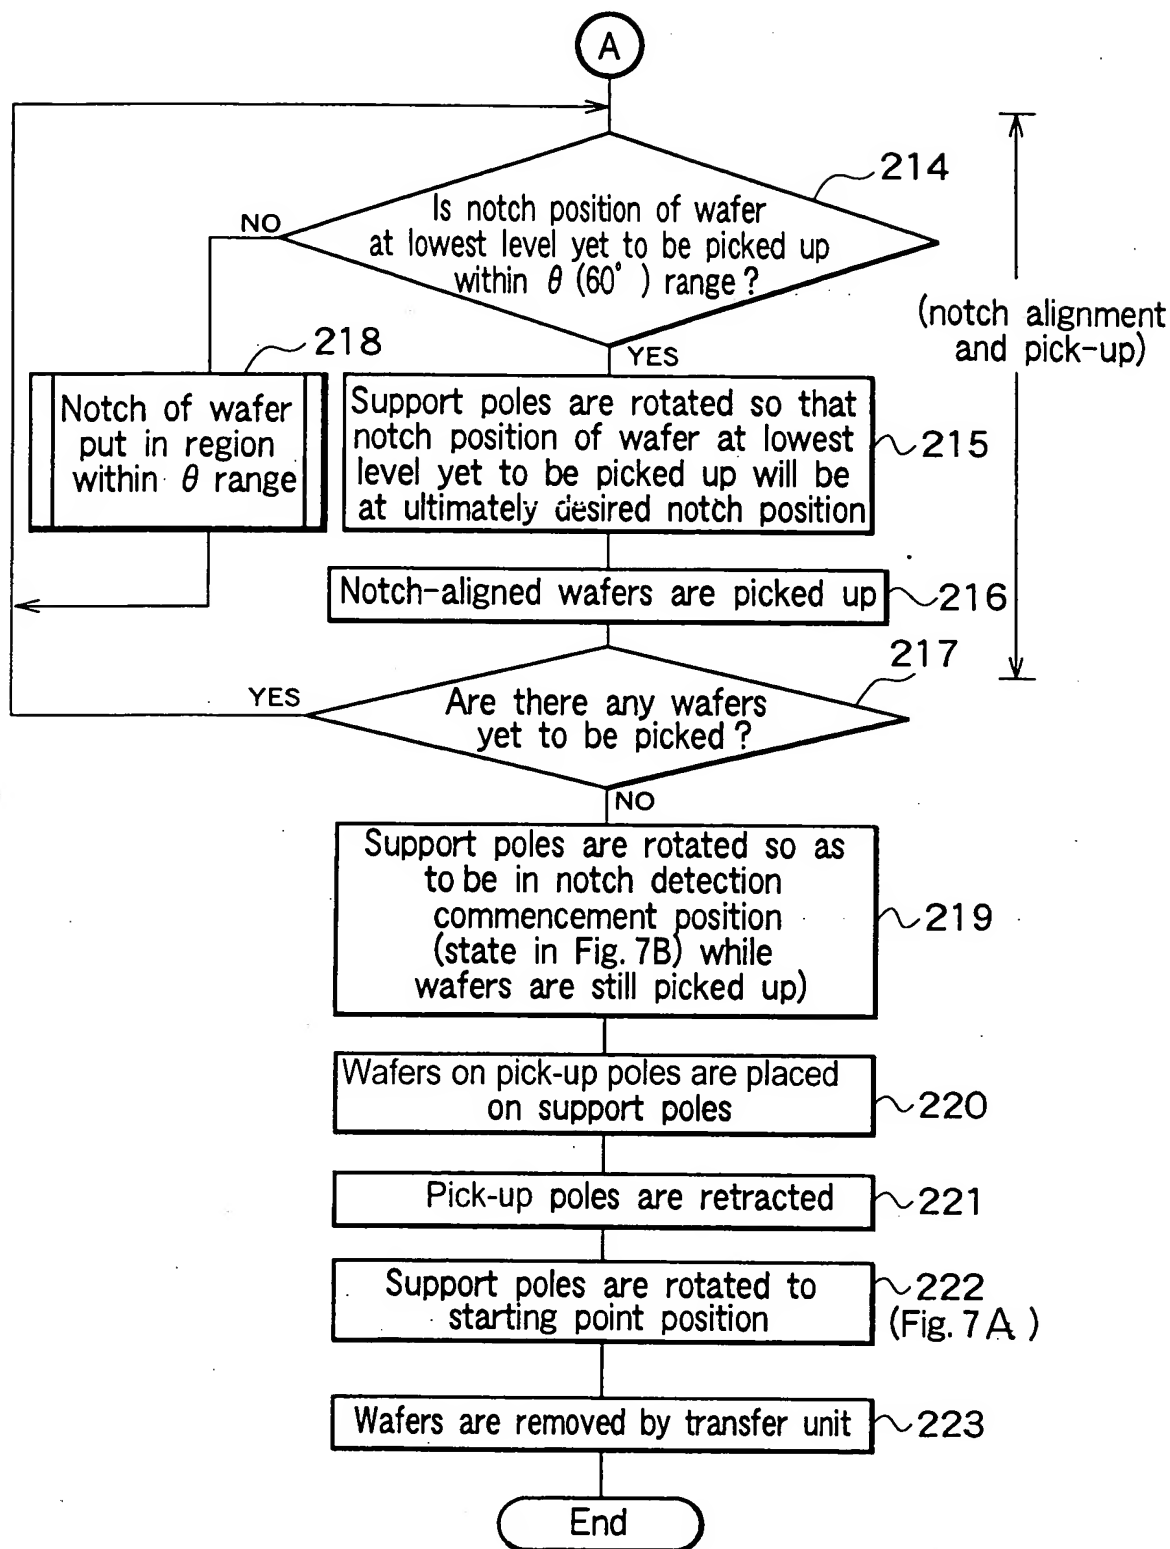 A
214
Is notch position of wafer
at lowest level yet to be picked up
within θ (60°) range?
NO
YES
(notch alignment
and pick-up)
218
Notch of wafer
put in region
within θ range
Support poles are rotated so that
notch position of wafer at lowest
level yet to be picked up will be
at ultimately desired notch position
215
Notch-aligned wafers are picked up
216
217
Are there any wafers
yet to be picked?
YES
NO
Support poles are rotated so as
to be in notch detection
commencement position
(state in Fig. 7B) while
wafers are still picked up)
219
Wafers on pick-up poles are placed
on support poles
220
Pick-up poles are retracted
221
Support poles are rotated to
starting point position
222
(Fig. 7A)
Wafers are removed by transfer unit
223
End